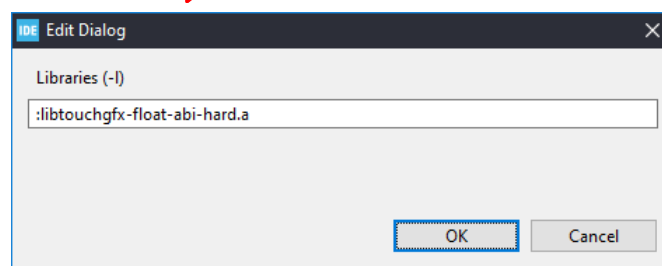 IDE Edit Dialog
Libraries (-l)
:libtouchgfx-float-abi-hard.a
OK Cancel